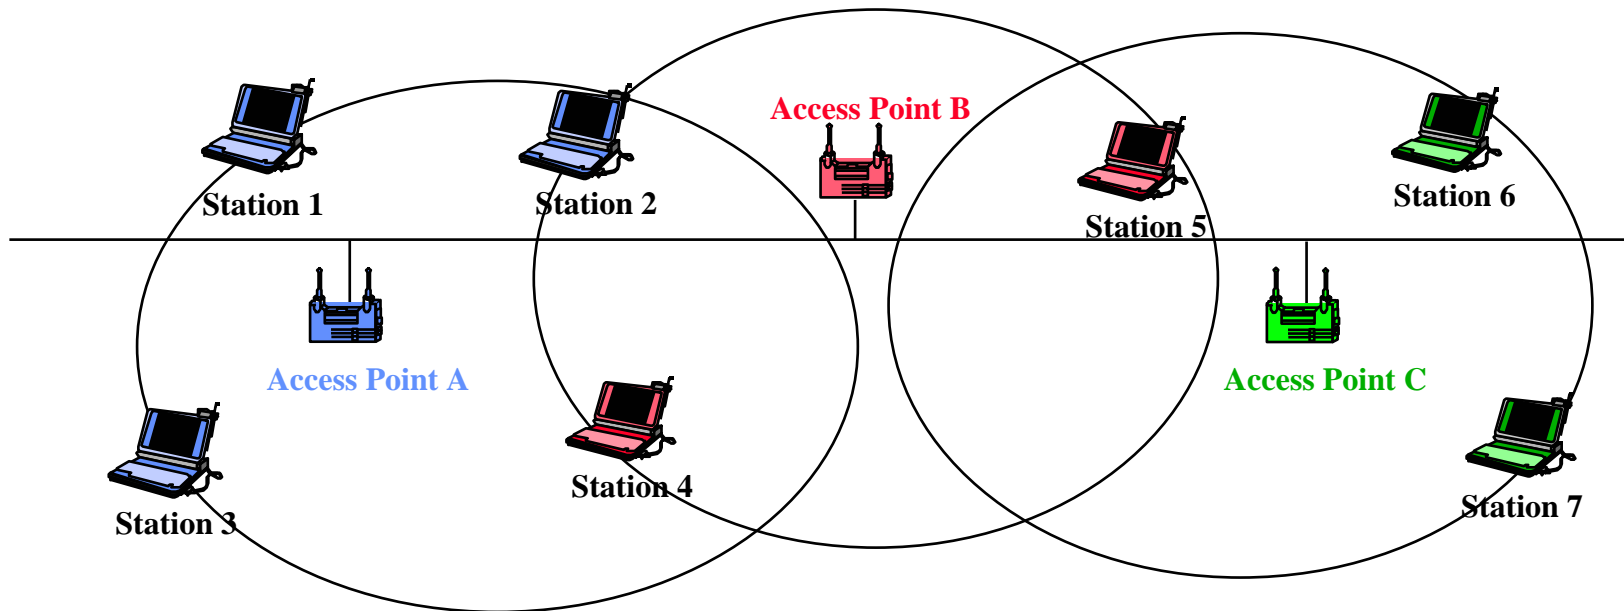 Access Point B
Station 1
Station 2
Station 5
Station 6
Access Point A
Access Point C
Station 4
Station 3
Station 7